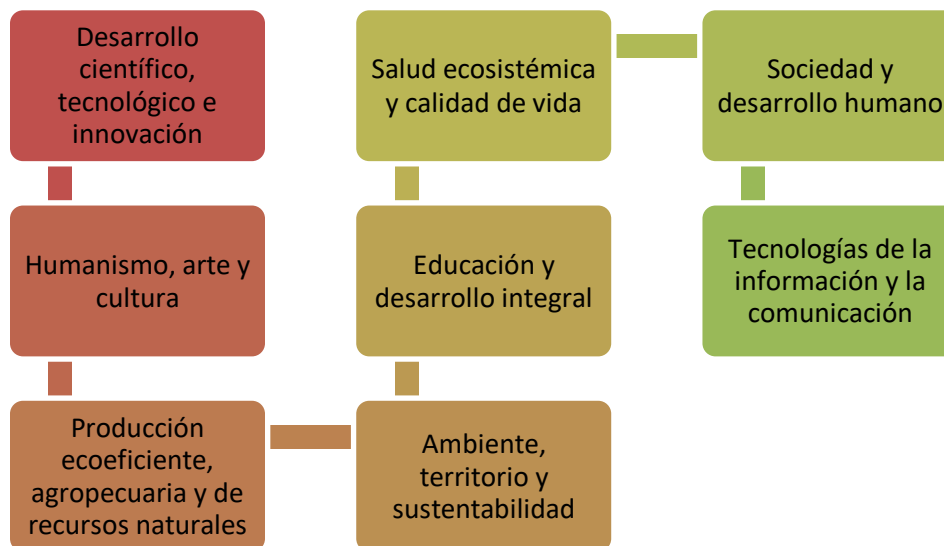 Desarrollo
científico,
tecnológico e
innovación
Humanismo, arte y
cultura
Producción
ecoeficiente,
agropecuaria y de
recursos naturales
Ambiente,
territorio y
sustentabilidad
Educación y
desarrollo integral
Salud ecosistémica
y calidad de vida
Sociedad y
desarrollo humano
Tecnologías de la
información y la
comunicación